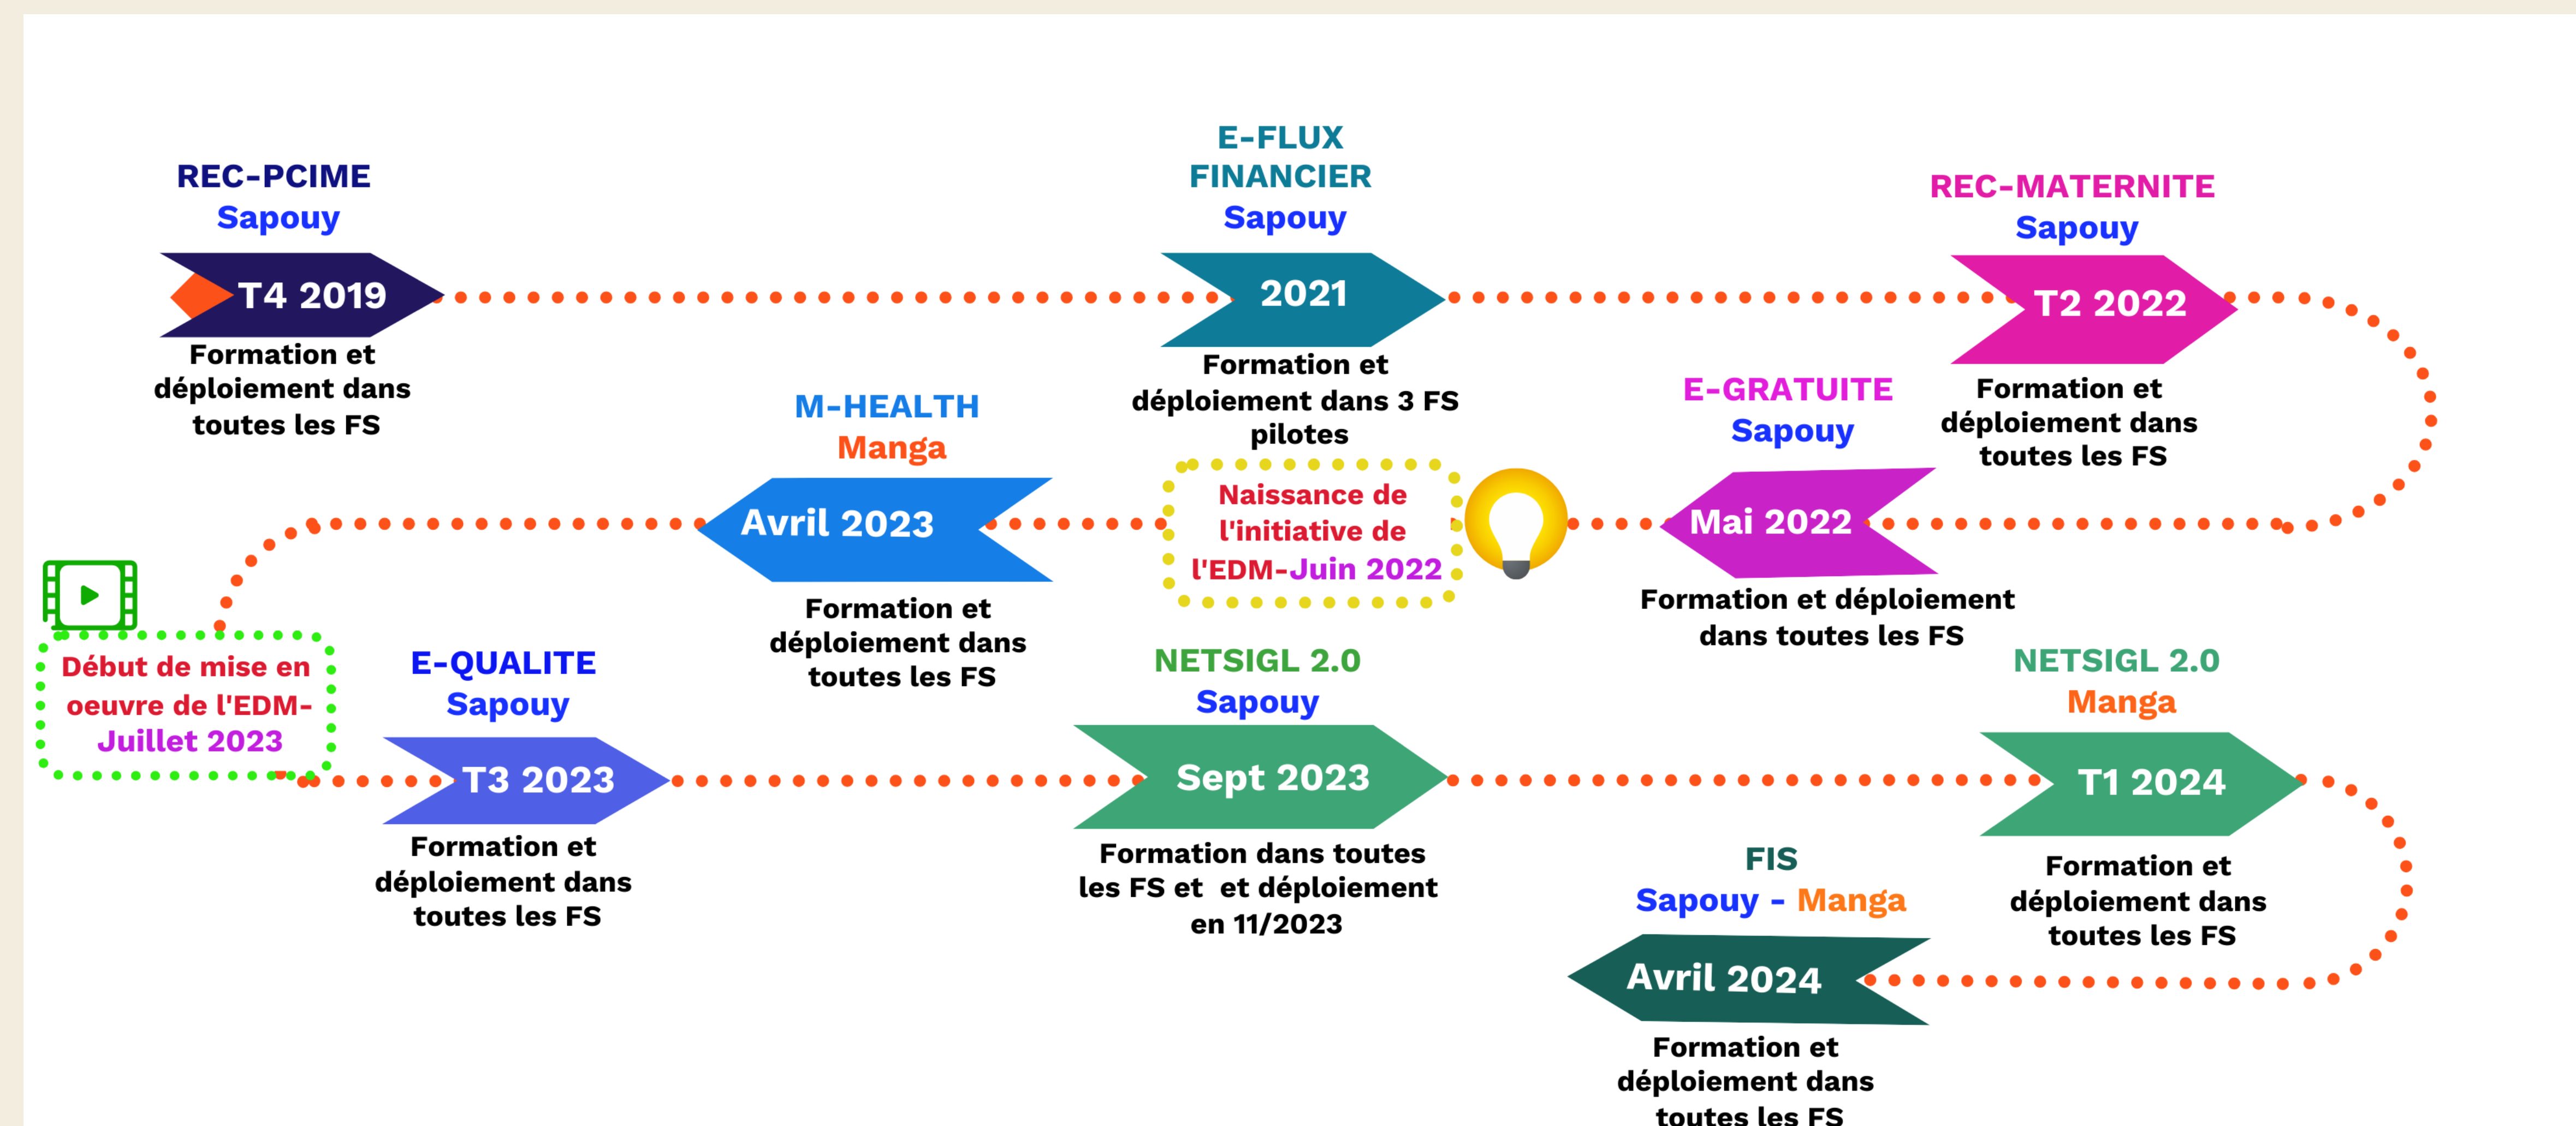 REC-PCIME
Sapouy
T4 2019
Formation et
déploiement dans
toutes les FS
E-FLUX
FINANCIER
Sapouy
2021
Formation et
déploiement dans 3 FS
pilotes
REC-MATERNITE
Sapouy
T2 2022
Formation et
déploiement dans
toutes les FS
E-GRATUITE
Sapouy
Mai 2022
Formation et déploiement
dans toutes les FS
Naissance de
l'initiative de
l'EDM-Juin 2022
M-HEALTH
Manga
Avril 2023
Formation et
déploiement dans
toutes les FS
Début de mise en
oeuvre de l'EDM-
Juillet 2023
E-QUALITE
Sapouy
T3 2023
Formation et
déploiement dans
toutes les FS
NETSIGL 2.0
Sapouy
Sept 2023
Formation dans toutes
les FS et et déploiement
en 11/2023
NETSIGL 2.0
Manga
T1 2024
Formation et
déploiement dans
toutes les FS
FIS
Sapouy - Manga
Avril 2024
Formation et
déploiement dans
toutes les FS